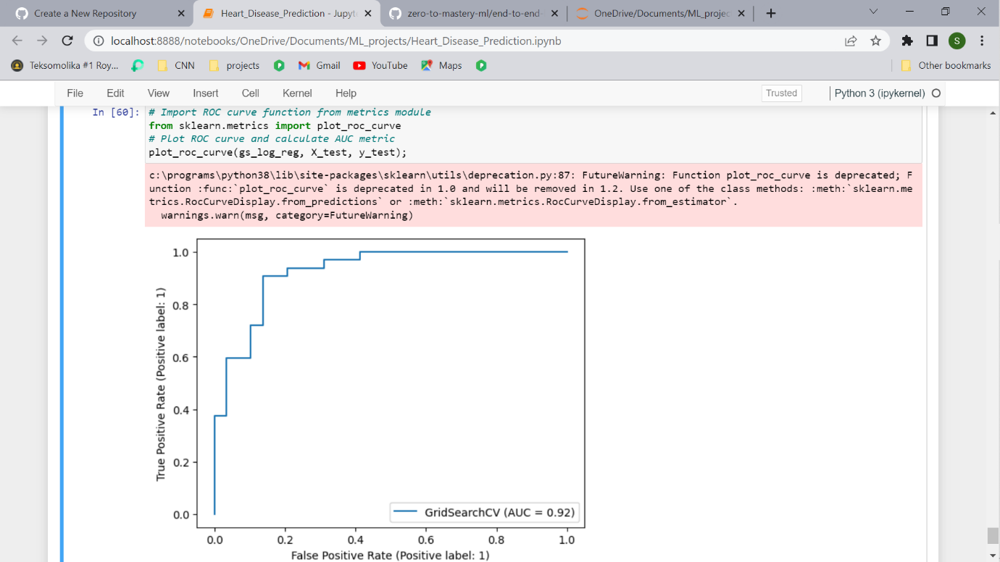 Create a New Repository
Heart_Disease_Prediction - Jupyt
zero-to-mastery-ml/end-to-end-
OneDrive/Documents/ML_projec
localhost:8888/notebooks/OneDrive/Documents/ML_projects/Heart_Disease_Prediction.ipynb
S
Teksomolika #1 Roy...
CNN
projects
Gmail
YouTube
Maps
Other bookmarks
File Edit View Insert Cell Kernel Help
Trusted
Python 3 (ipykernel)
In [60]:
# Import ROC curve function from metrics module
from sklearn.metrics import plot_roc_curve
# Plot ROC curve and calculate AUC metric
plot_roc_curve(gs_log_reg, X_test, y_test);
c:\programs\python38\lib\site-packages\sklearn\utils\deprecation.py:87: FutureWarning: Function plot_roc_curve is deprecated; F
unction :func:`plot_roc_curve` is deprecated in 1.0 and will be removed in 1.2. Use one of the class methods: :meth:`sklearn.me
trics.RocCurveDisplay.from_predictions` or :meth:`sklearn.metrics.RocCurveDisplay.from_estimator`.
warnings.warn(msg, category=FutureWarning)
True Positive Rate (Positive label: 1)
1.0
0.8
0.6
0.4
0.2
0.0
GridSearchCV (AUC = 0.92)
0.0 0.2 0.4 0.6 0.8 1.0
False Positive Rate (Positive label: 1)